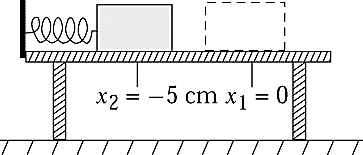 x₂ = −5 cm x₁ = 0